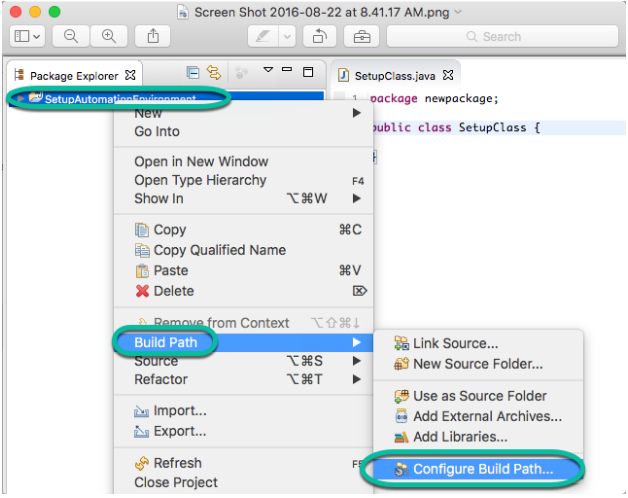 Screen Shot 2016-08-22 at 8.41.17 AM.png
Search
Package Explorer
SetupAutomationEnvironment
SetupClass.java
1 package newpackage;
public class SetupClass {
}
New
Go Into
Open in New Window
Open Type Hierarchy F4
Show In ⌥⌘W
Copy ⌘C
Copy Qualified Name
Paste ⌘V
Delete ⌦
Remove from Context ⌥⇧⌘↓
Build Path
Source ⌥⌘S
Refactor ⌥⌘T
Import...
Export...
Refresh F5
Close Project
Link Source...
New Source Folder...
Use as Source Folder
Add External Archives...
Add Libraries...
Configure Build Path...